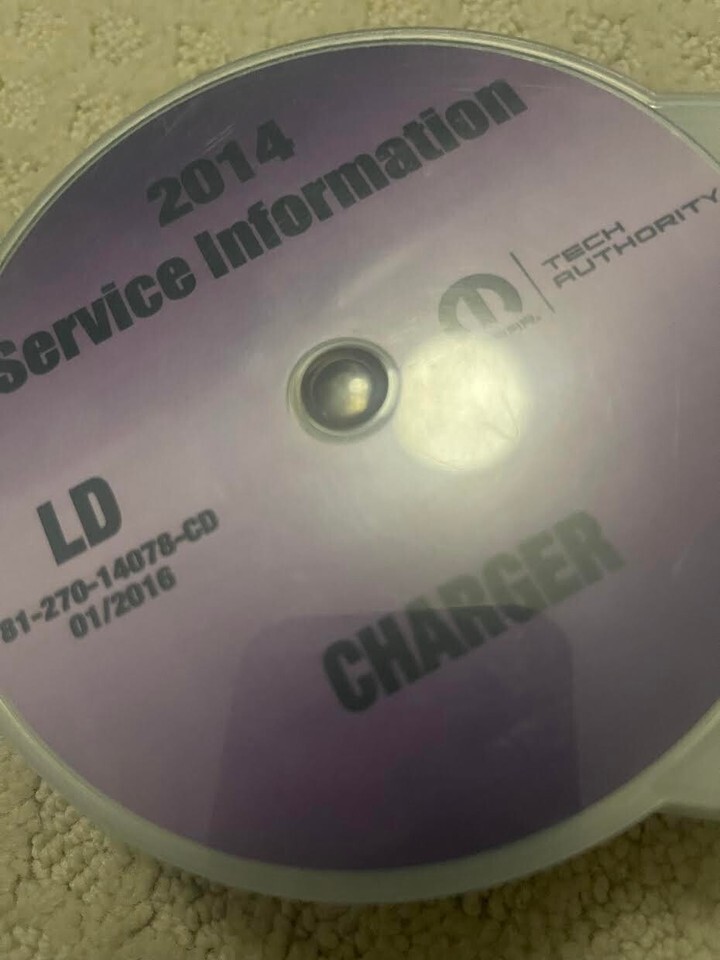 2014
Service Information
TECH
AUTHORITY
LD
81-270-14078-CD
01/2016
CHARGER